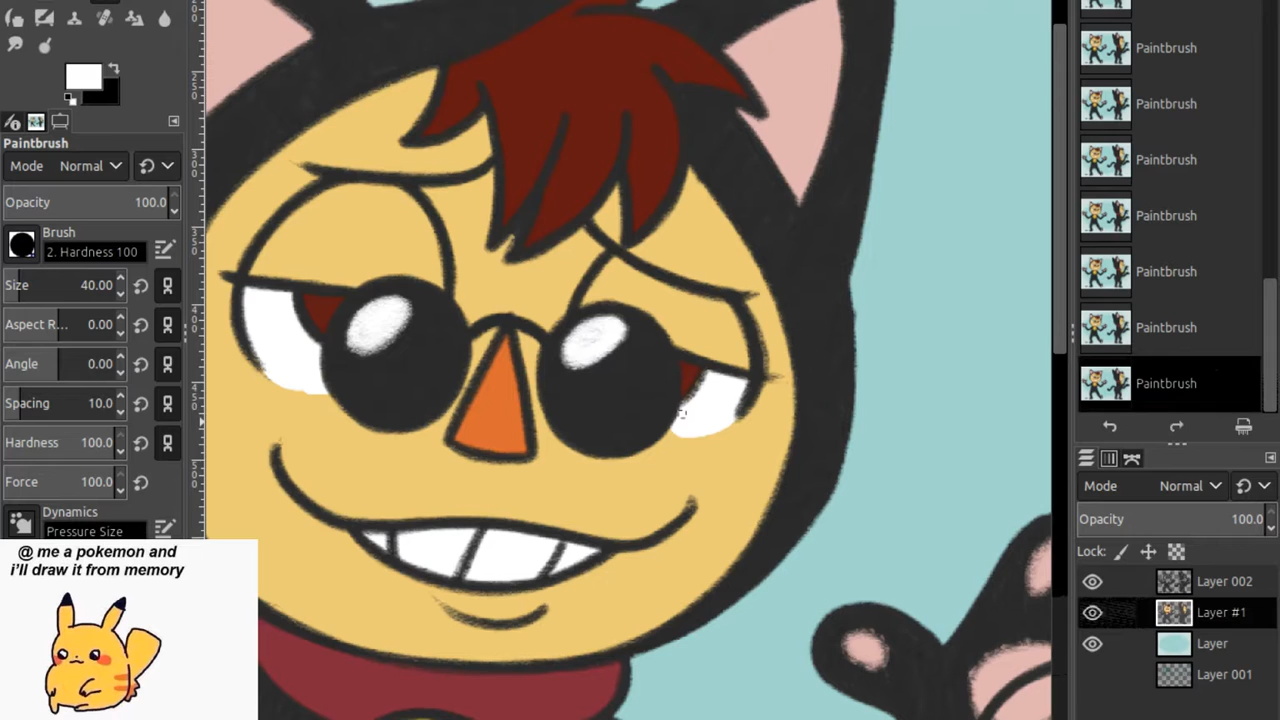 Paintbrush
Mode Normal
Opacity 100.0
Brush
2. Hardness 100
Size 40.00
Aspect R... 0.00
Angle 0.00
Spacing 10.0
Hardness 100.0
Force 100.0
Dynamics
Pressure Size
@ me a pokemon and
i'll draw it from memory
Paintbrush
Paintbrush
Paintbrush
Paintbrush
Paintbrush
Paintbrush
Paintbrush
Mode Normal
Opacity 100.0
Lock:
Layer 002
Layer #1
Layer
Layer 001